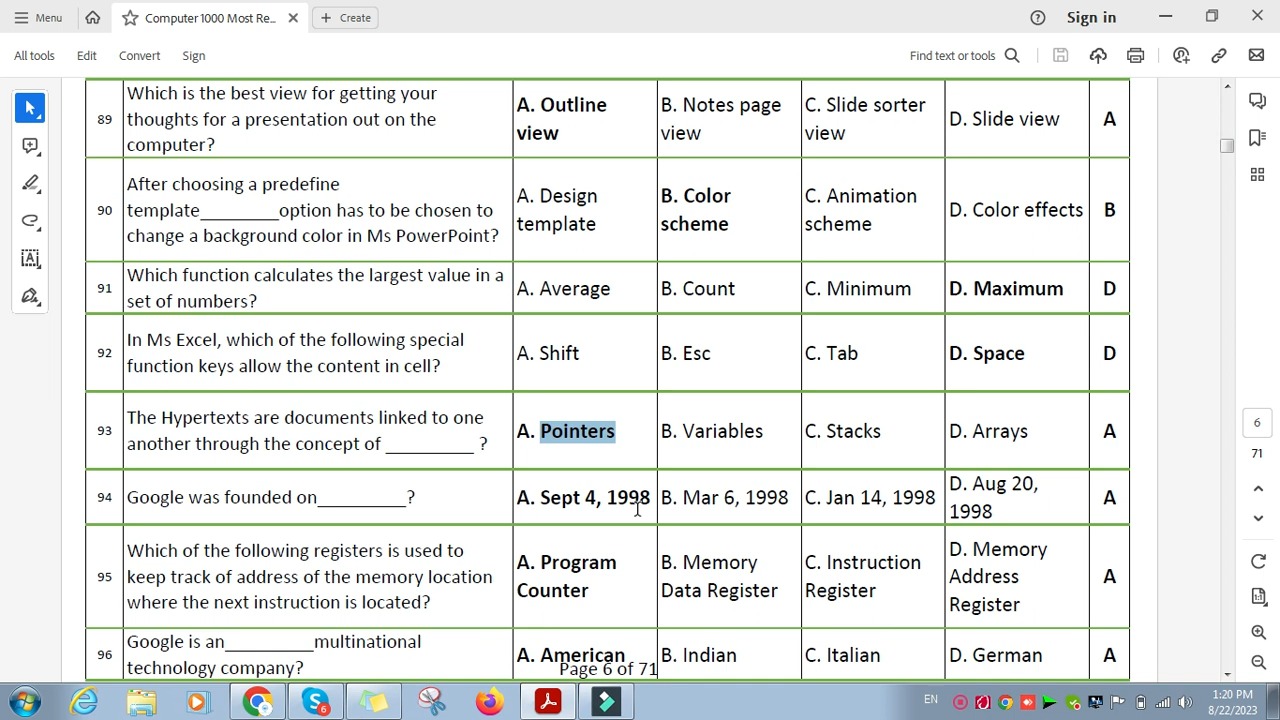 Menu
Computer 1000 Most Re...
Create
Sign in
All tools
Edit
Convert
Sign
Find text or tools
89
Which is the best view for getting your
thoughts for a presentation out on the
computer?
A. Outline
view
B. Notes page
view
C. Slide sorter
view
D. Slide view
A
90
After choosing a predefine
template_________option has to be chosen to
change a background color in Ms PowerPoint?
A. Design
template
B. Color
scheme
C. Animation
scheme
D. Color effects
B
91
Which function calculates the largest value in a
set of numbers?
A. Average
B. Count
C. Minimum
D. Maximum
D
92
In Ms Excel, which of the following special
function keys allow the content in cell?
A. Shift
B. Esc
C. Tab
D. Space
D
93
The Hypertexts are documents linked to one
another through the concept of __________ ?
A. Pointers
B. Variables
C. Stacks
D. Arrays
A
94
Google was founded on__________?
A. Sept 4, 1998
B. Mar 6, 1998
C. Jan 14, 1998
D. Aug 20,
1998
A
95
Which of the following registers is used to
keep track of address of the memory location
where the next instruction is located?
A. Program
Counter
B. Memory
Data Register
C. Instruction
Register
D. Memory
Address
Register
A
96
Google is an__________multinational
technology company?
A. American
B. Indian
C. Italian
D. German
A
Page 6 of 71
6
71
1:1
6
EN
1:20 PM
8/22/2023